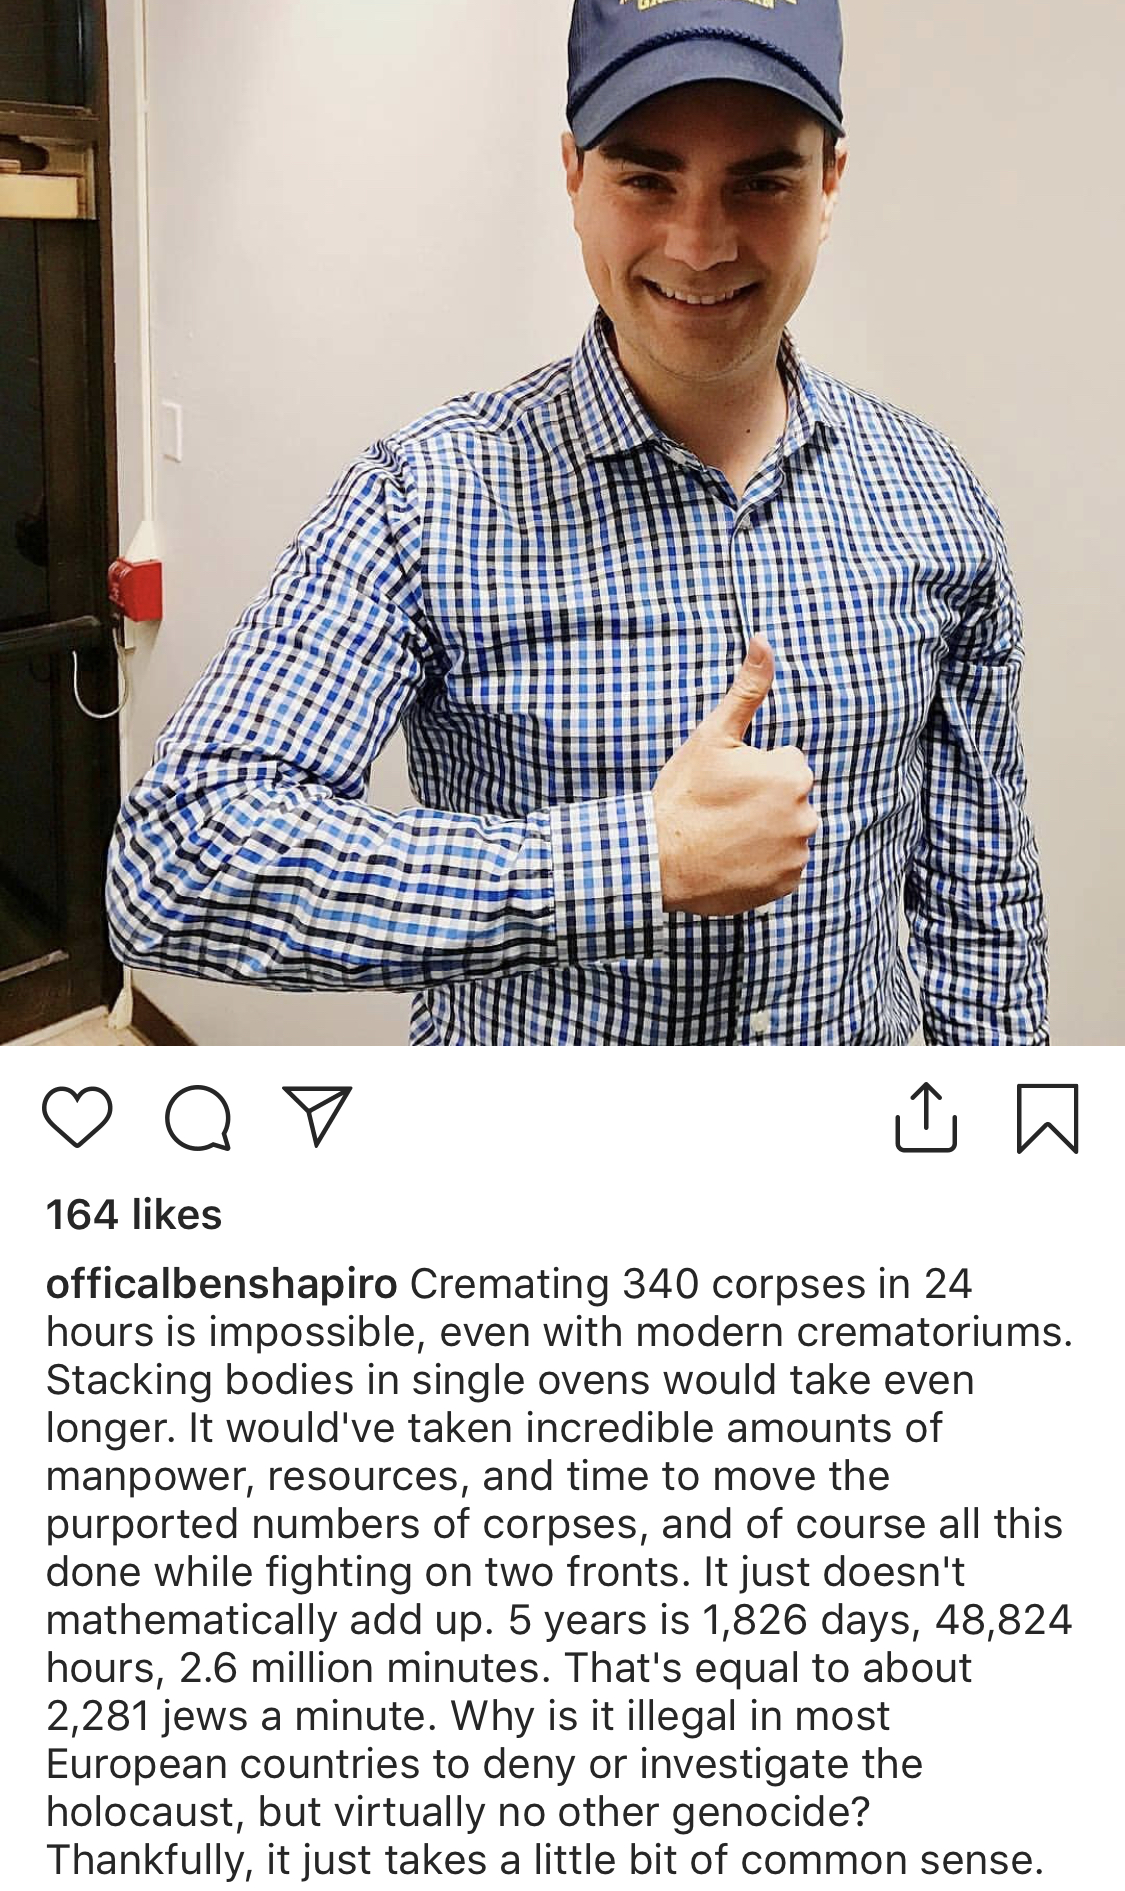 164 likes
officalbenshapiro Cremating 340 corpses in 24
hours is impossible, even with modern crematoriums.
Stacking bodies in single ovens would take even
longer. It would've taken incredible amounts of
manpower, resources, and time to move the
purported numbers of corpses, and of course all this
done while fighting on two fronts. It just doesn't
mathematically add up. 5 years is 1,826 days, 48,824
hours, 2.6 million minutes. That's equal to about
2,281 jews a minute. Why is it illegal in most
European countries to deny or investigate the
holocaust, but virtually no other genocide?
Thankfully, it just takes a little bit of common sense.